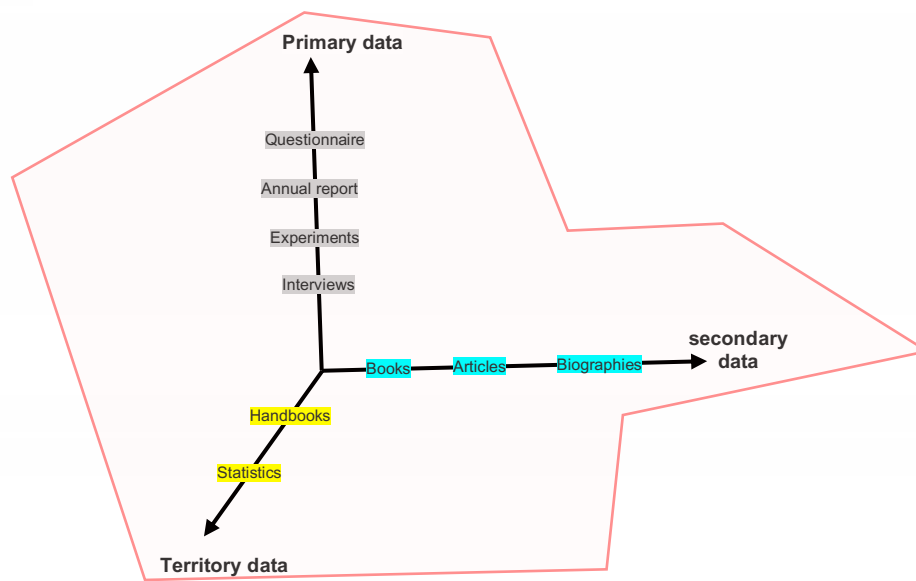 Primary data
Questionnaire
Annual report
Experiments
Interviews
secondary
data
Books
Articles
Biographies
Handbooks
Statistics
Territory data